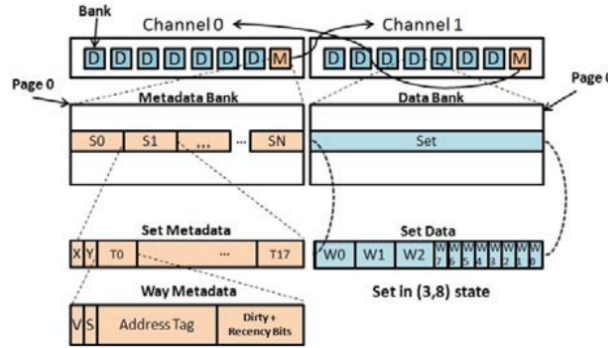 Bank
Channel 0
Channel 1
D D D D D D D M
D D D D D D D M
Page 0
Metadata Bank
Data Bank
Page 0
S0 S1 ... ... SN
Set
Set Metadata
Set Data
X Y T0 ... T17
W0 W1 W2 W7 W6 W5 W4 W3 W2 W1 W0
Way Metadata
Set in (3,8) state
V S Address Tag Dirty +
Recency Bits